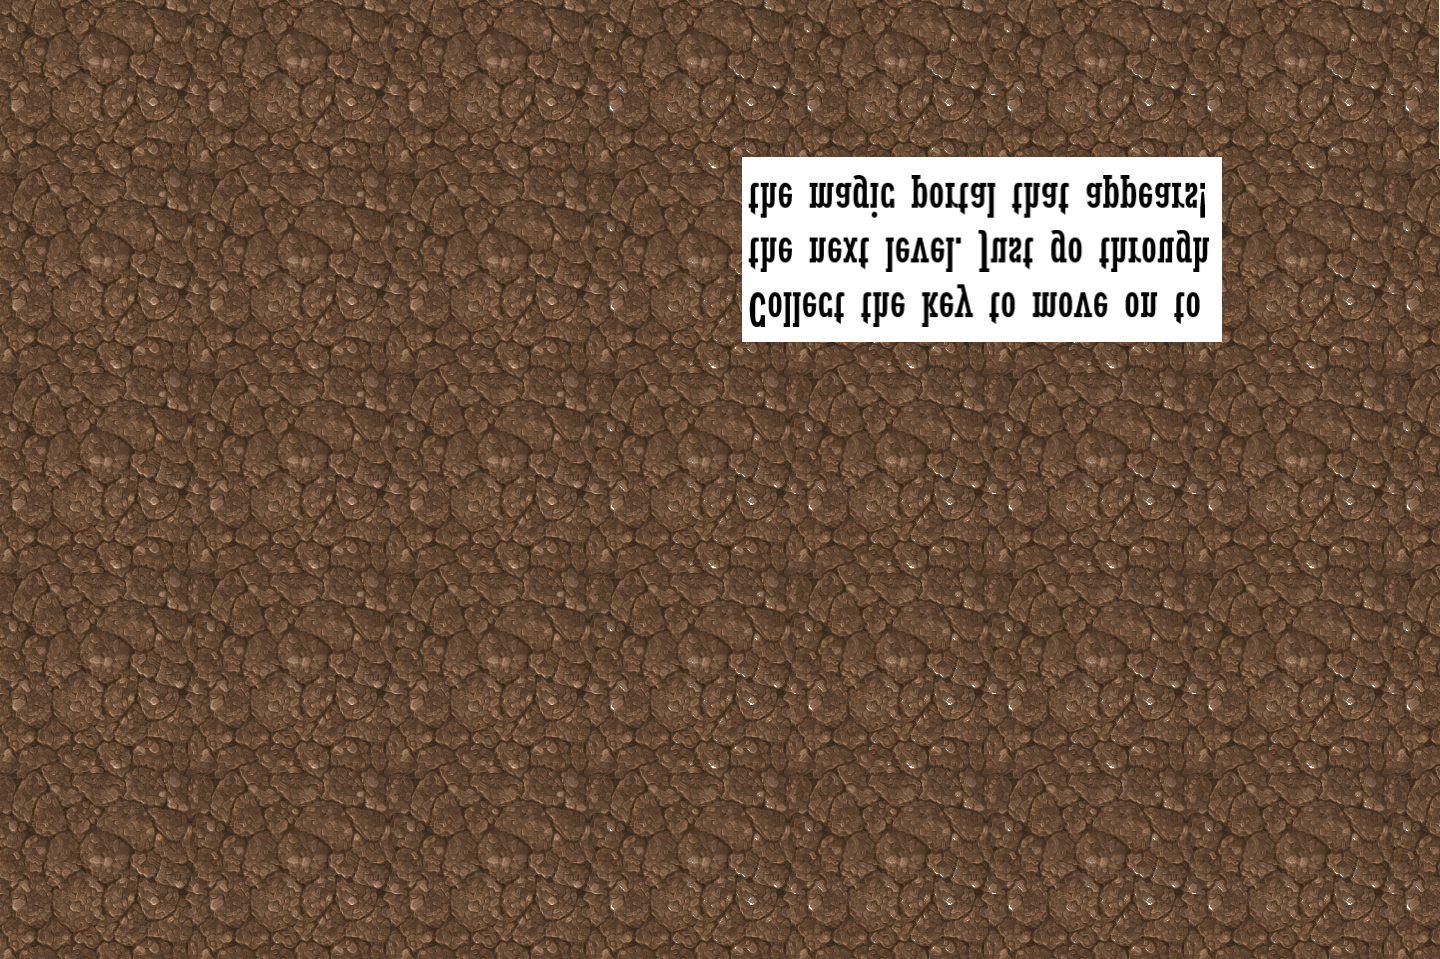 Collect the key to move on to
the next level. Just go through
the magic portal that appears!